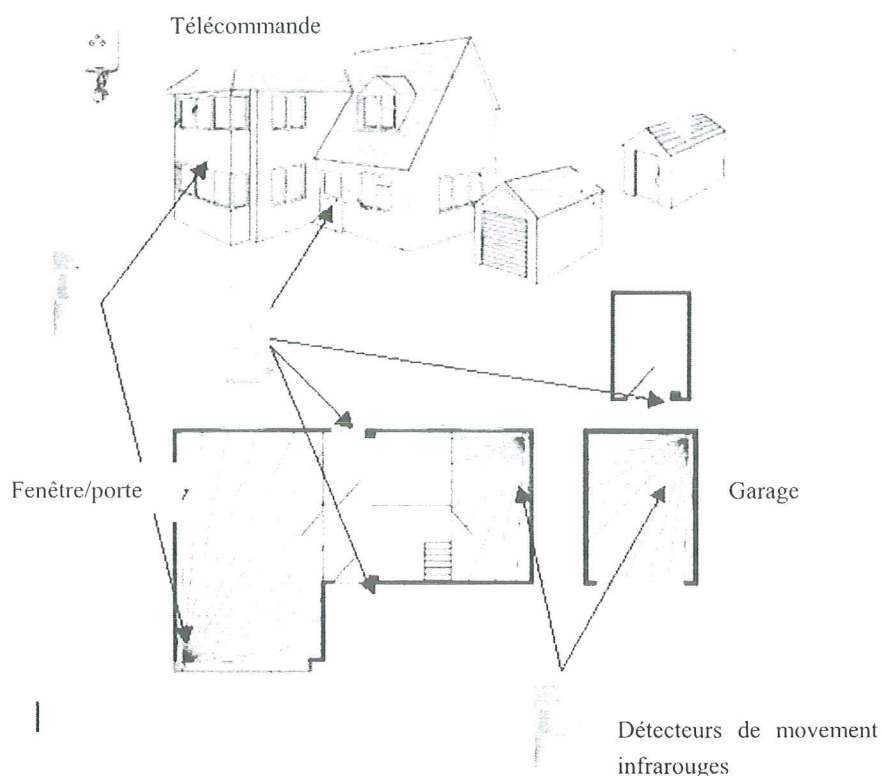 Télécommande
Fenêtre/porte
Garage
Détecteurs de movement
infrarouges